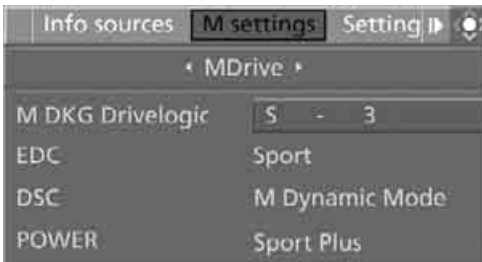 Info sources M settings Setting
MDrive
M DKG Drivelogic S - 3
EDC Sport
DSC M Dynamic Mode
POWER Sport Plus